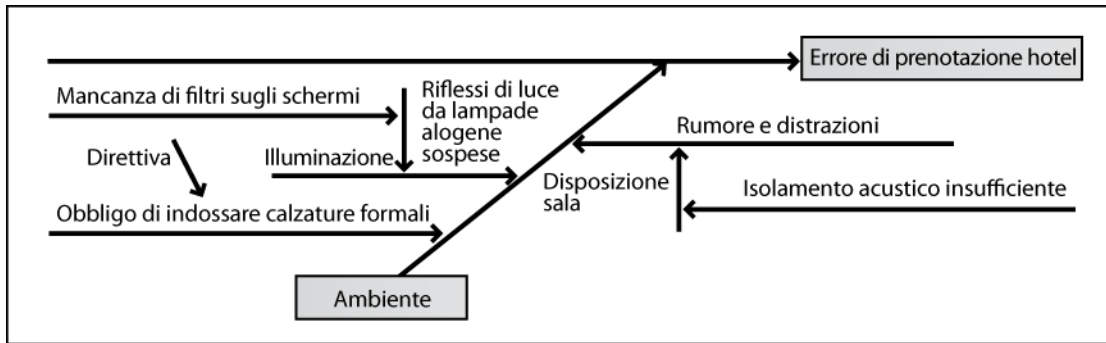 Errore di prenotazione hotel
Mancanza di filtri sugli schermi
Riflessi di luce
da lampade
alogene
sospese
Rumore e distrazioni
Direttiva
Illuminazione
Disposizione
sala
Isolamento acustico insufficiente
Obbligo di indossare calzature formali
Ambiente